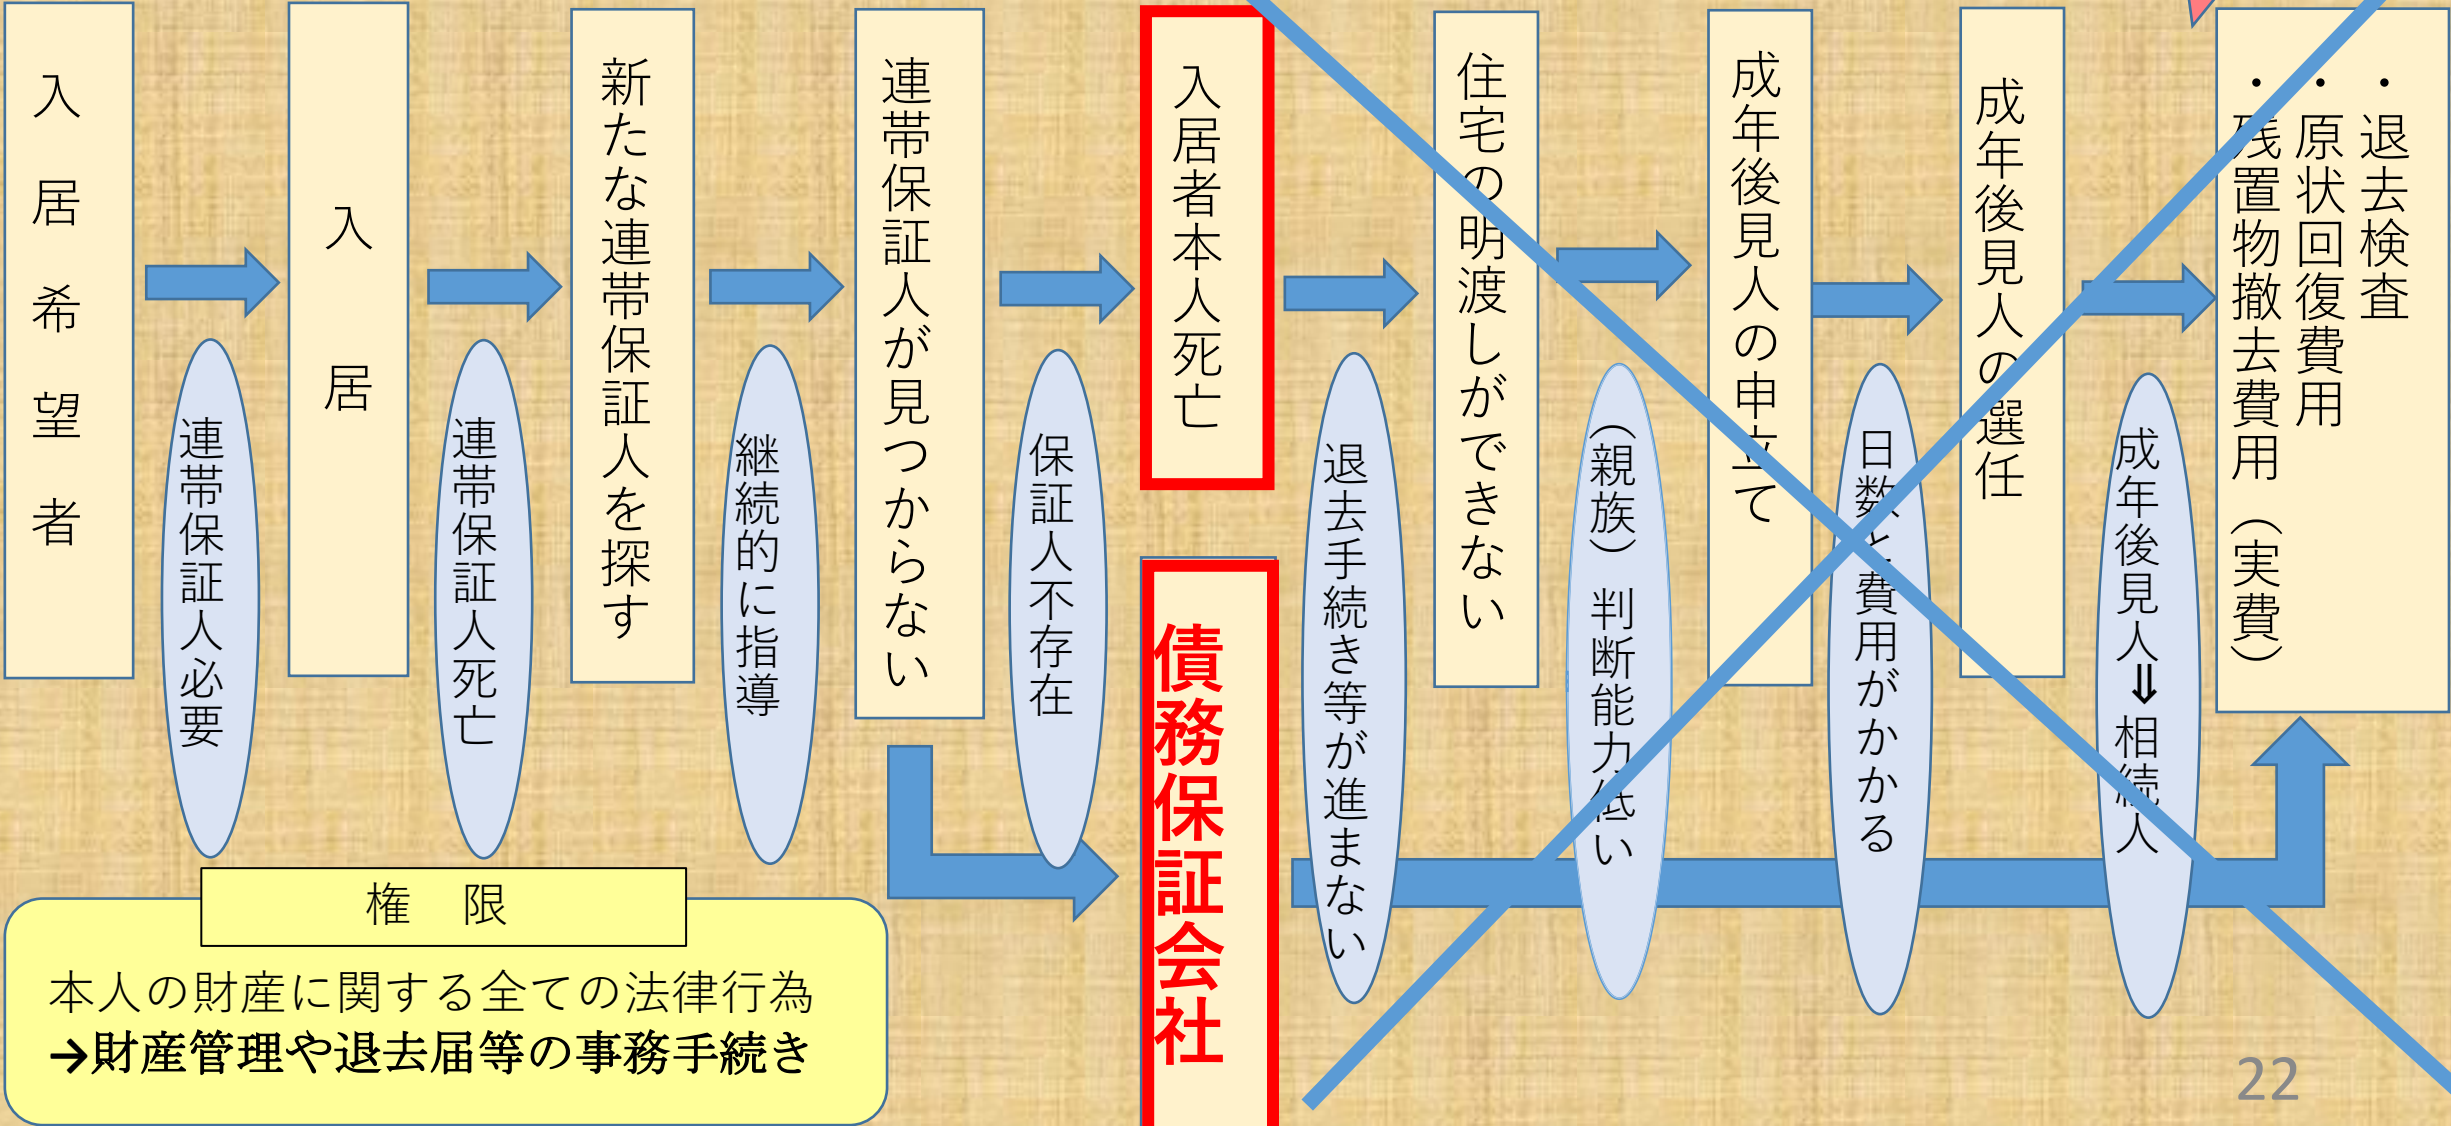 入居希望者
連帯保証人必要
入居
連帯保証人死亡
新たな連帯保証人を探す
継続的に指導
連帯保証人が見つからない
保証人不存在
入居者本人死亡
債務保証会社
退去手続き等が進まない
住宅の明渡しができない
（親族）判断能力低い
成年後見人の申立て
日数と費用がかかる
成年後見人の選任
成年後見人⇒相続人
・退去検査
・原状回復費用
・残置物撤去費用（実費）
権 限
本人の財産に関する全ての法律行為
→財産管理や退去届等の事務手続き
22